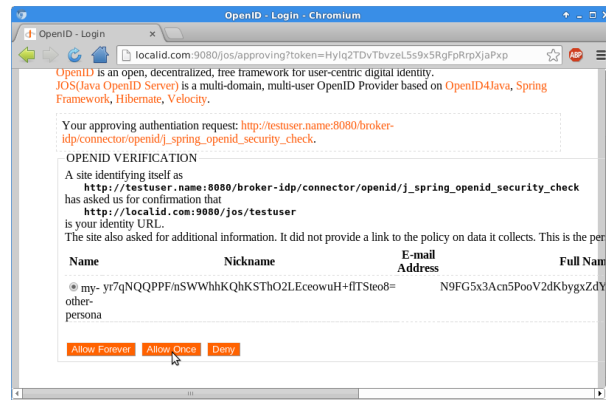 OpenID - Login - Chromium
OpenID - Login
localid.com:9080/jos/approving?token=Hylq2TDvTbvzeL5s9x5RgFpRrpXjaPxp
ABP
OpenID is an open, decentralized, free framework for user-centric digital identity.
JOS(Java OpenID Server) is a multi-domain, multi-user OpenID Provider based on OpenID4Java, Spring
Framework, Hibernate, Velocity.
Your approving authentication request: http://testuser.name:8080/broker-
idp/connector/openid/j_spring_openid_security_check.
OPENID VERIFICATION
A site identifying itself as
http://testuser.name:8080/broker-idp/connector/openid/j_spring_openid_security_check
has asked us for confirmation that
http://localid.com:9080/jos/testuser
is your identity URL.
The site also asked for additional information. It did not provide a link to the policy on data it collects. This is the per
Name Nickname E-mail Address Full Nam
my-other-persona yr7qNQQPPF/nSWWhhKQhKSThO2LEceowuH+flTSteo8= N9FG5x3Acn5PooV2dKbygxZdY
Allow Forever Allow Once Deny